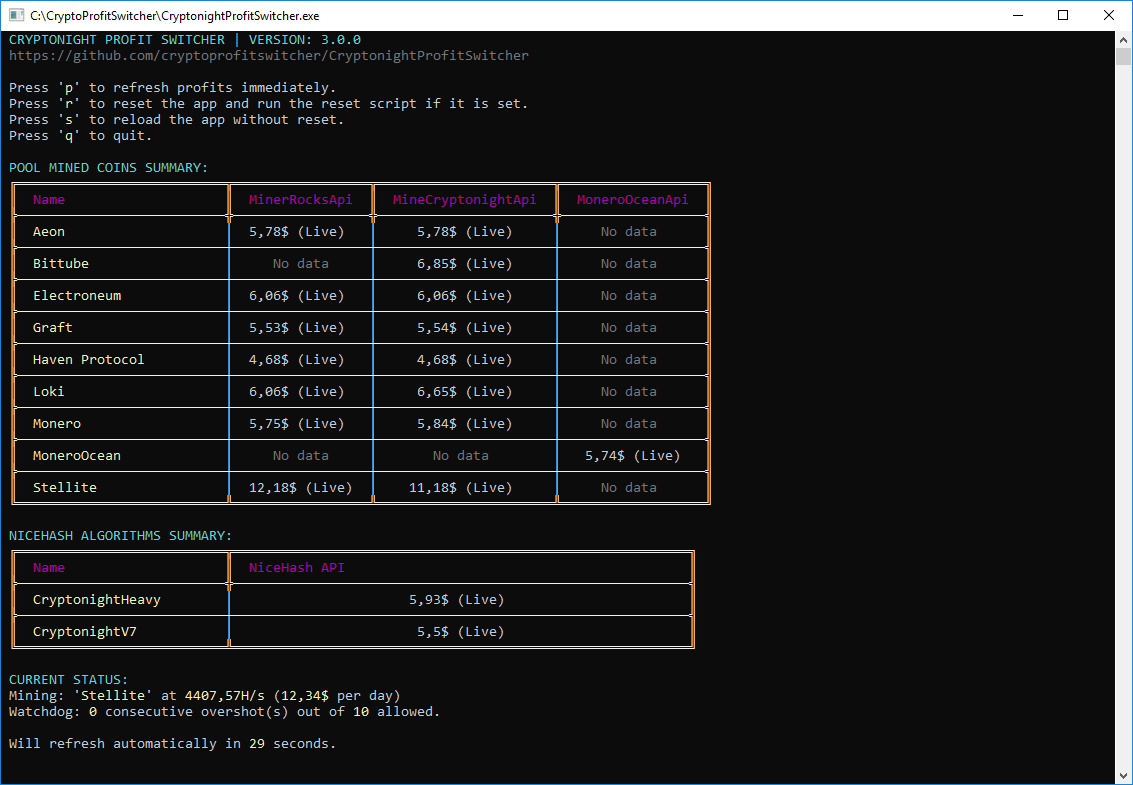 C:\CryptoProfitSwitcher\CryptonightProfitSwitcher.exe
CRYPTONIGHT PROFIT SWITCHER | VERSION: 3.0.0
https://github.com/cryptoprofitswitcher/CryptonightProfitSwitcher
Press 'p' to refresh profits immediately.
Press 'r' to reset the app and run the reset script if it is set.
Press 's' to reload the app without reset.
Press 'q' to quit.
POOL MINED COINS SUMMARY:
Name MinerRocksApi MineCryptonightApi MoneroOceanApi
Aeon 5,78$ (Live) 5,78$ (Live) No data
Bittube No data 6,85$ (Live) No data
Electroneum 6,06$ (Live) 6,06$ (Live) No data
Graft 5,53$ (Live) 5,54$ (Live) No data
Haven Protocol 4,68$ (Live) 4,68$ (Live) No data
Loki 6,06$ (Live) 6,65$ (Live) No data
Monero 5,75$ (Live) 5,84$ (Live) No data
MoneroOcean No data No data 5,74$ (Live)
Stellite 12,18$ (Live) 11,18$ (Live) No data
NICEHASH ALGORITHMS SUMMARY:
Name NiceHash API
CryptonightHeavy 5,93$ (Live)
CryptonightV7 5,5$ (Live)
CURRENT STATUS:
Mining: 'Stellite' at 4407,57H/s (12,34$ per day)
Watchdog: 0 consecutive overshot(s) out of 10 allowed.
Will refresh automatically in 29 seconds.